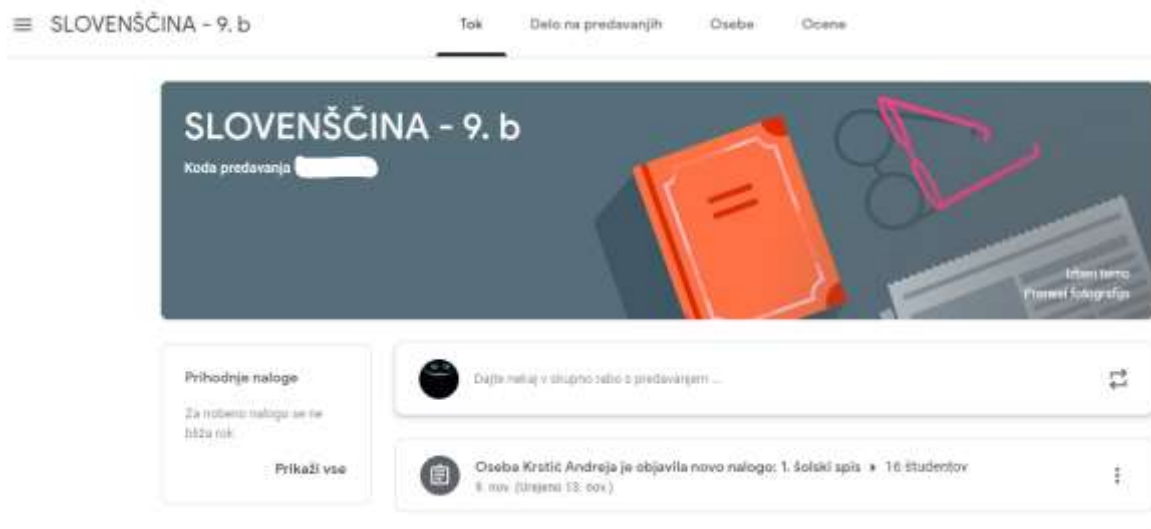 SLOVENŠČINA - 9. b
Tok Delo na predavanjih Osebe Ocene
SLOVENŠČINA - 9. b
Koda predavanja
Izberi temo
Prenesi fotografijo
Prihodnje naloge
Za nobeno nalogo se ne
bliža rok
Prikaži vse
Dajte nekaj v skupno rabo s predavanjem ...
Oseba Krstić Andreja je objavila novo nalogo: 1. šolski spis 16 študentov
9. nov. (Urejeno 13. nov.)